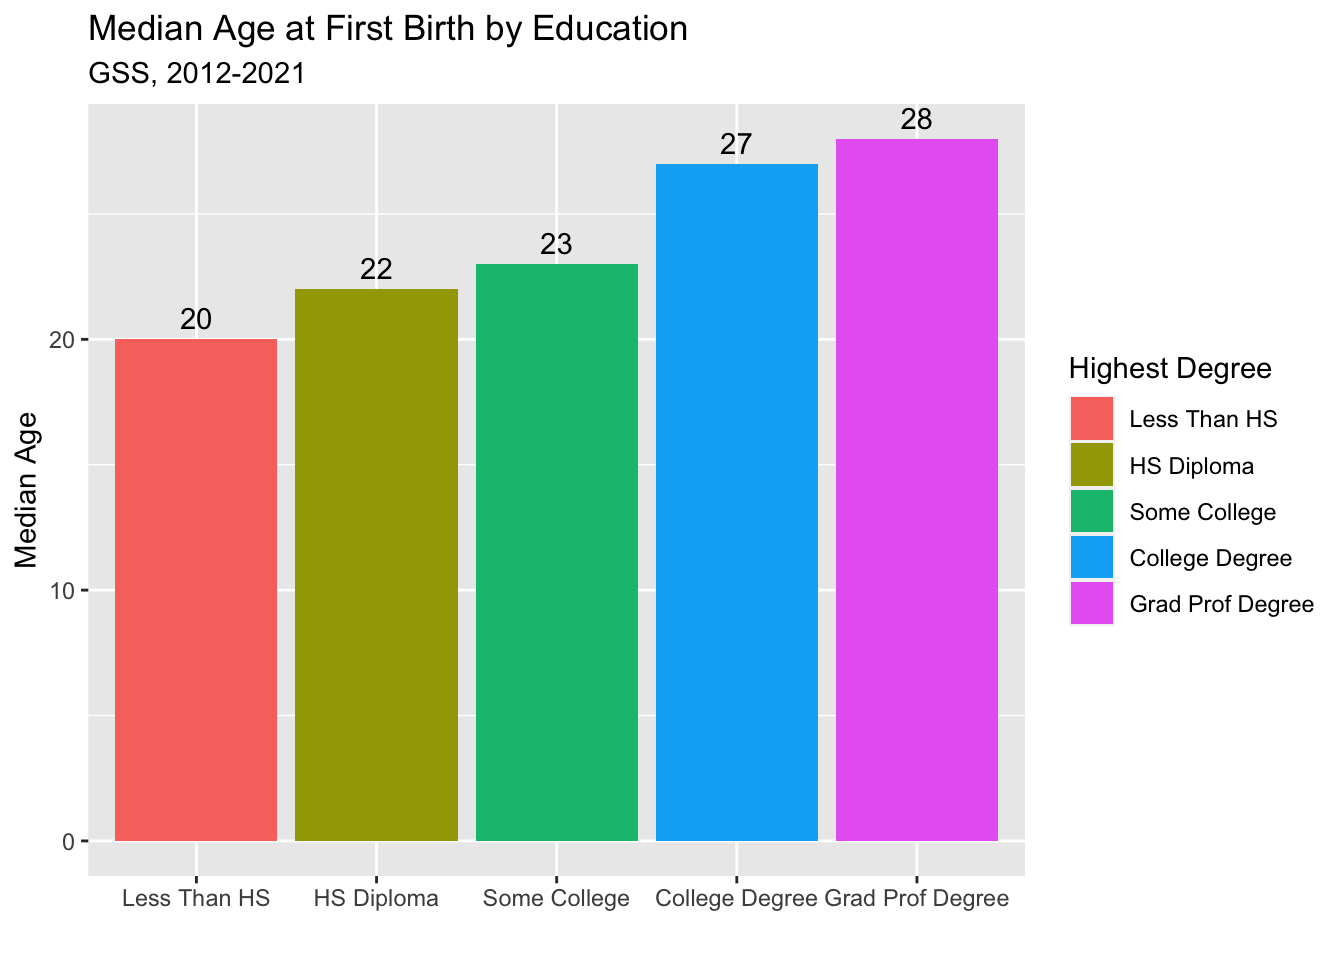 Median Age at First Birth by Education
GSS, 2012-2021
28
27
23
22
20
20
10
0
Median Age
Less Than HS
HS Diploma
Some College
College Degree
Grad Prof Degree
Highest Degree
Less Than HS
HS Diploma
Some College
College Degree
Grad Prof Degree